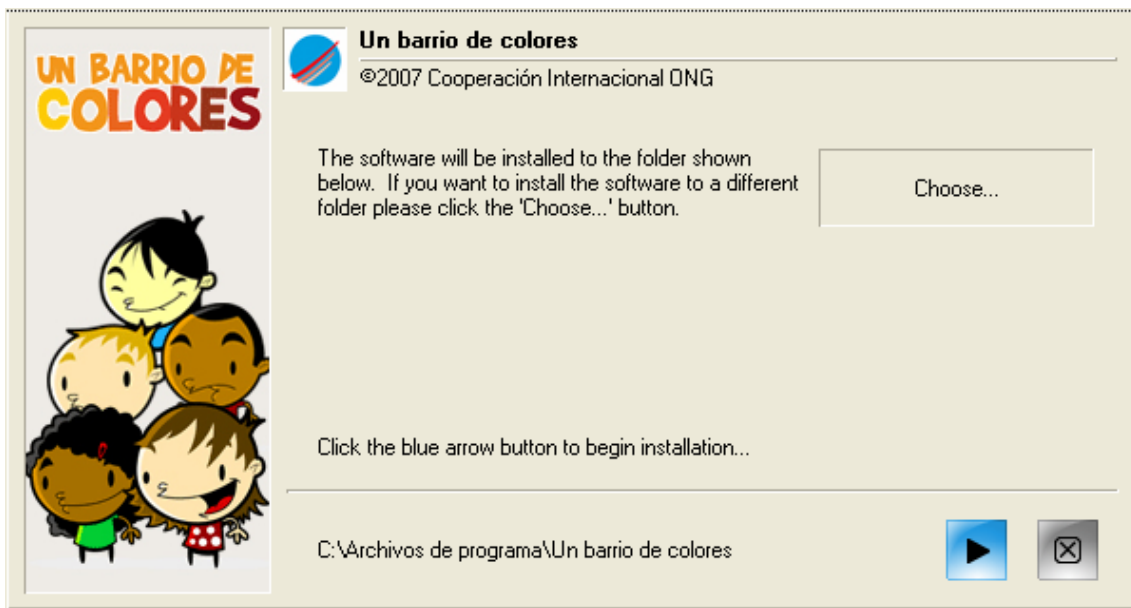 UN BARRIO DE
COLORES
Un barrio de colores
©2007 Cooperación Internacional ONG
The software will be installed to the folder shown
below.  If you want to install the software to a different
folder please click the 'Choose...' button.
Choose...
Click the blue arrow button to begin installation...
C:\Archivos de programa\Un barrio de colores